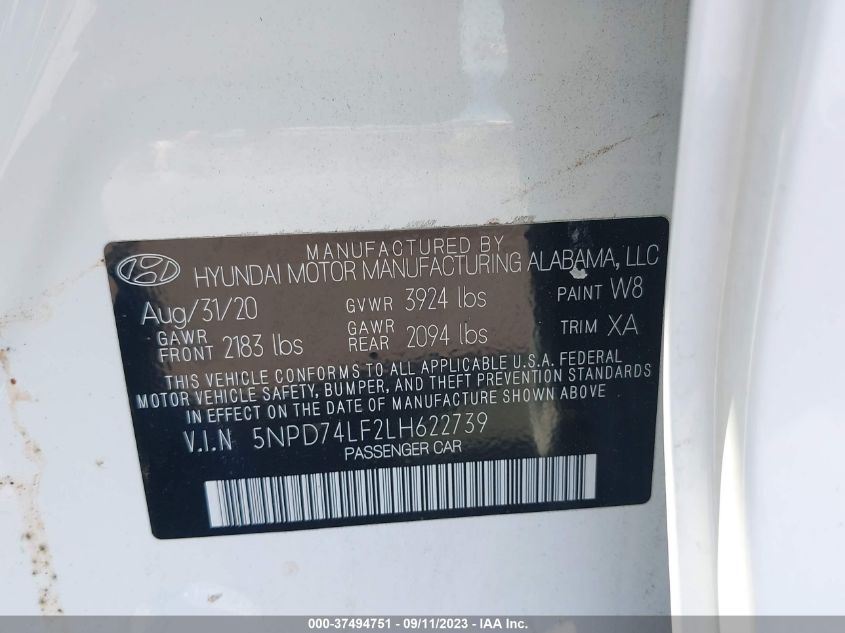 MANUFACTURED BY
HYUNDAI MOTOR MANUFACTURING ALABAMA, LLC
Aug/31/20 GVWR 3924 lbs PAINT W8
GAWR FRONT 2183 lbs GAWR REAR 2094 lbs TRIM XA
THIS VEHICLE CONFORMS TO ALL APPLICABLE U.S.A. FEDERAL
MOTOR VEHICLE SAFETY, BUMPER, AND THEFT PREVENTION STANDARDS
IN EFFECT ON THE DATE OF MANUFACTURE SHOWN ABOVE
V.I.N 5NPD74LF2LH622739
PASSENGER CAR
000-37494751 - 09/11/2023 - IAA Inc.